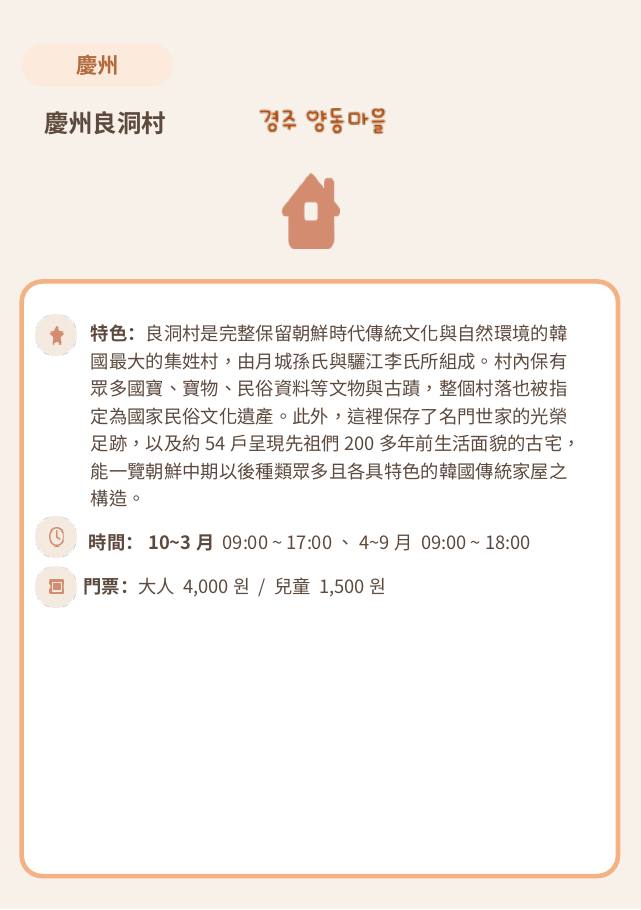 慶州
慶州良洞村
경주 양동마을
特色：良洞村是完整保留朝鮮時代傳統文化與自然環境的韓
國最大的集姓村，由月城孫氏與驪江李氏所組成。村內保有
眾多國寶、寶物、民俗資料等文物與古蹟，整個村落也被指
定為國家民俗文化遺產。此外，這裡保存了名門世家的光榮
足跡，以及約 54 戶呈現先祖們 200 多年前生活面貌的古宅，
能一覽朝鮮中期以後種類眾多且各具特色的韓國傳統家屋之
構造。
時間： 10~3 月 09:00 ~ 17:00 、 4~9 月 09:00 ~ 18:00
門票：大人 4,000 원 / 兒童 1,500 원